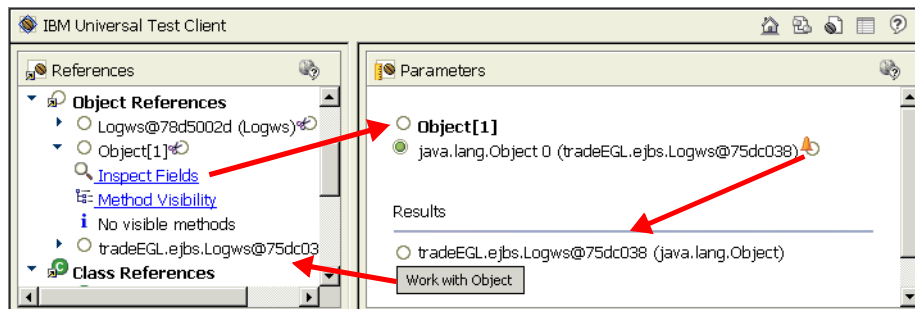 IBM Universal Test Client
References
Object References
Logws@78d5002d (Logws)
Object[1]
Inspect Fields
Method Visibility
No visible methods
tradeEGL.ejbs.Logws@75dc03
Class References
Parameters
Object[1]
java.lang.Object 0 (tradeEGL.ejbs.Logws@75dc038)
Results
tradeEGL.ejbs.Logws@75dc038 (java.lang.Object)
Work with Object